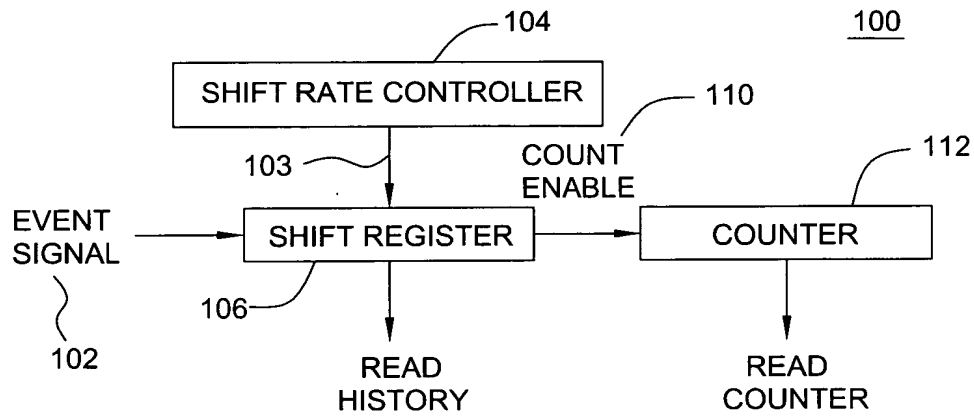 104
100
SHIFT RATE CONTROLLER
110
103
COUNT
ENABLE
112
EVENT
SIGNAL
SHIFT REGISTER
COUNTER
106
102
READ
HISTORY
READ
COUNTER